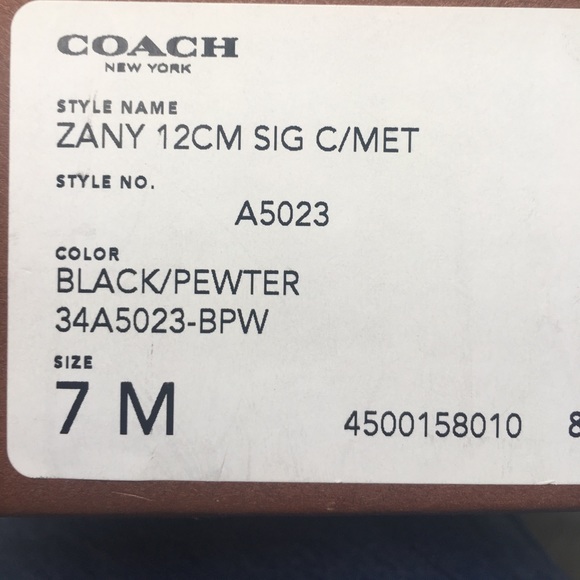 COACH
NEW YORK
STYLE NAME
ZANY 12CM SIG C/MET
STYLE NO.
A5023
COLOR
BLACK/PEWTER
34A5023-BPW
SIZE
7 M
4500158010